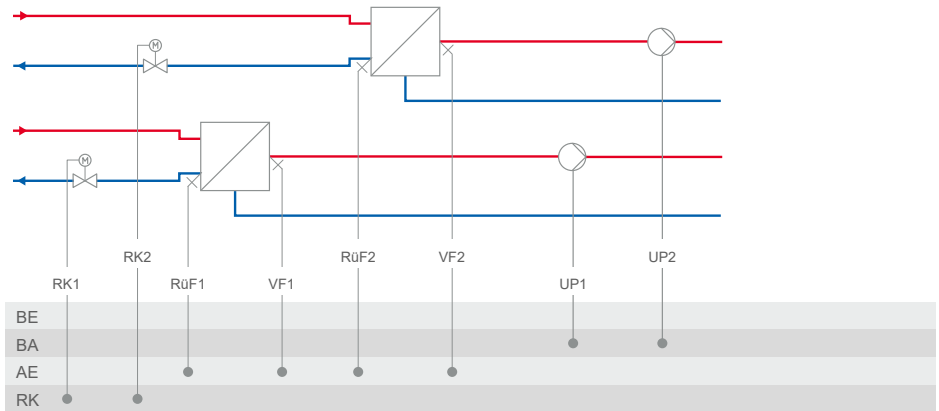 M
M
RK2 RüF2 VF2 UP2
RK1 RüF1 VF1 UP1
BE
BA
AE
RK